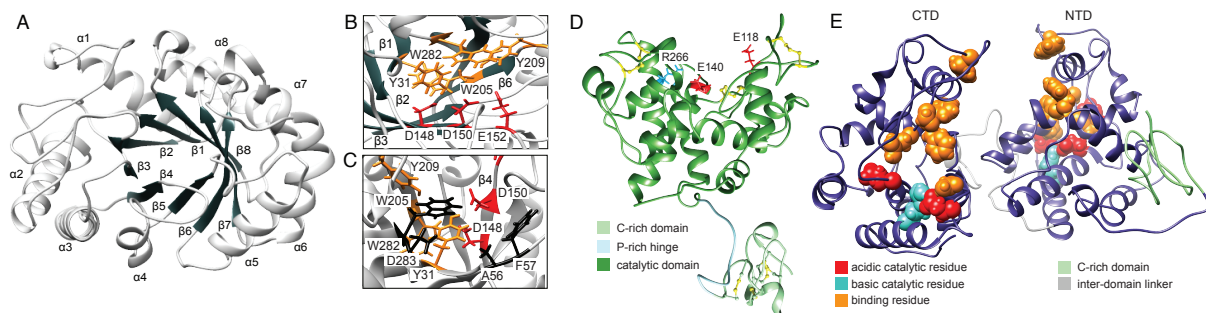 A
α1
α8
α7
α2
β3
β2
β1
β8
β4
β5
β6
β7
α3
α4
α5
α6
B
β1
W282
Y209
Y31
W205
β2
β6
β3
D148
D150
E152
C
Y209
β4
D150
W205
D148
W282
D283
Y31
A56
F57
D
E118
R266
E140
C-rich domain
P-rich hinge
catalytic domain
E
CTD
NTD
acidic catalytic residue
basic catalytic residue
binding residue
C-rich domain
inter-domain linker